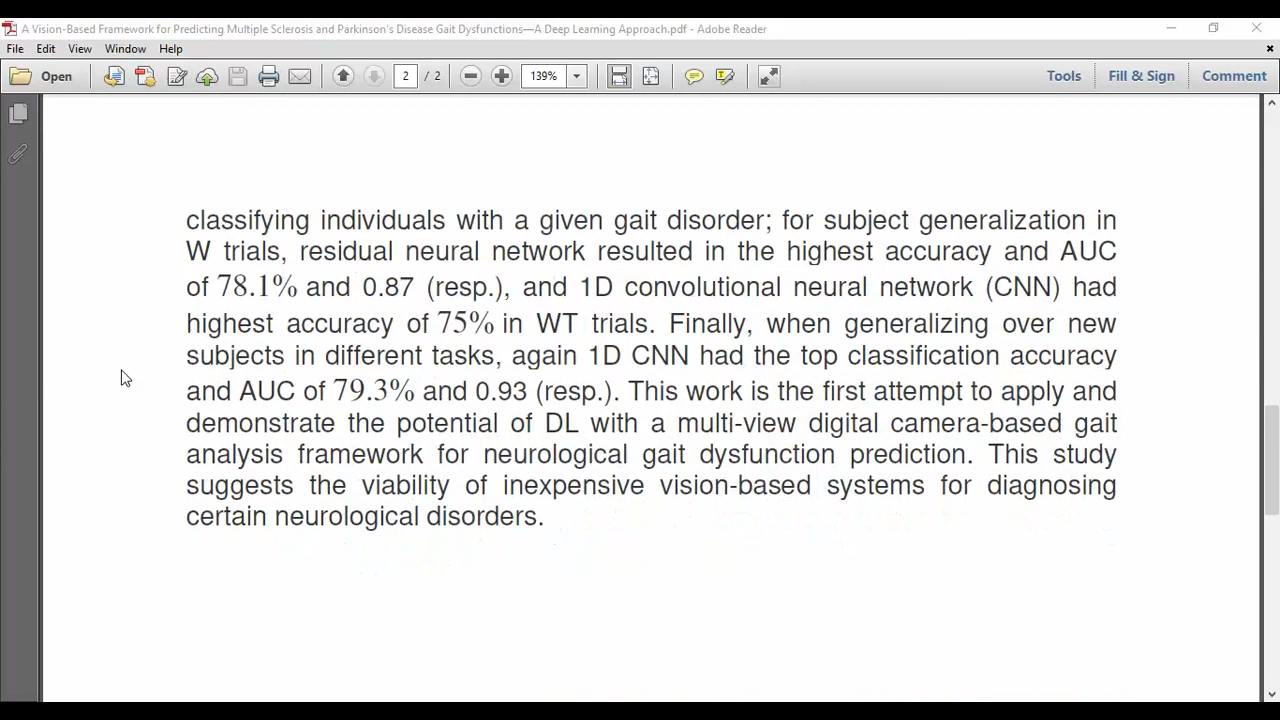 A Vision-Based Framework for Predicting Multiple Sclerosis and Parkinson's Disease Gait Dysfunctions—A Deep Learning Approach.pdf - Adobe Reader
File Edit View Window Help
Open 2 / 2 139% Tools Fill & Sign Comment
classifying individuals with a given gait disorder; for subject generalization in
W trials, residual neural network resulted in the highest accuracy and AUC
of 78.1% and 0.87 (resp.), and 1D convolutional neural network (CNN) had
highest accuracy of 75% in WT trials. Finally, when generalizing over new
subjects in different tasks, again 1D CNN had the top classification accuracy
and AUC of 79.3% and 0.93 (resp.). This work is the first attempt to apply and
demonstrate the potential of DL with a multi-view digital camera-based gait
analysis framework for neurological gait dysfunction prediction. This study
suggests the viability of inexpensive vision-based systems for diagnosing
certain neurological disorders.